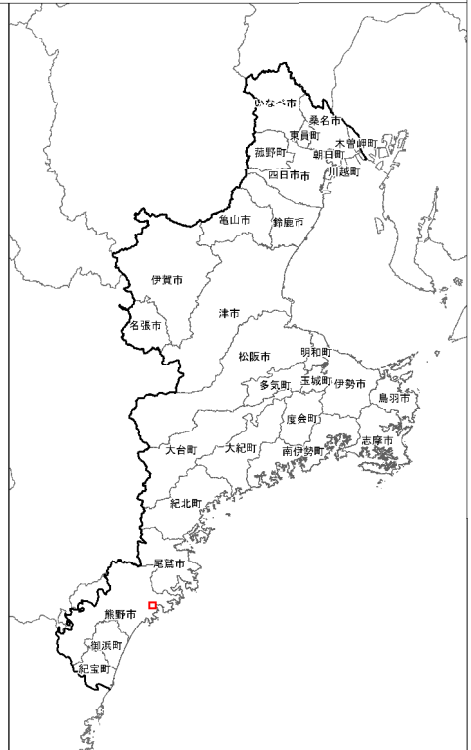 いなべ市
桑名市
東員町
木曽岬町
菰野町
朝日町
川越町
四日市市
亀山市
鈴鹿市
伊賀市
津市
名張市
松阪市
明和町
多気町
玉城町
伊勢市
鳥羽市
度会町
大台町
大紀町
南伊勢町
志摩市
紀北町
尾鷲市
熊野市
御浜町
紀宝町